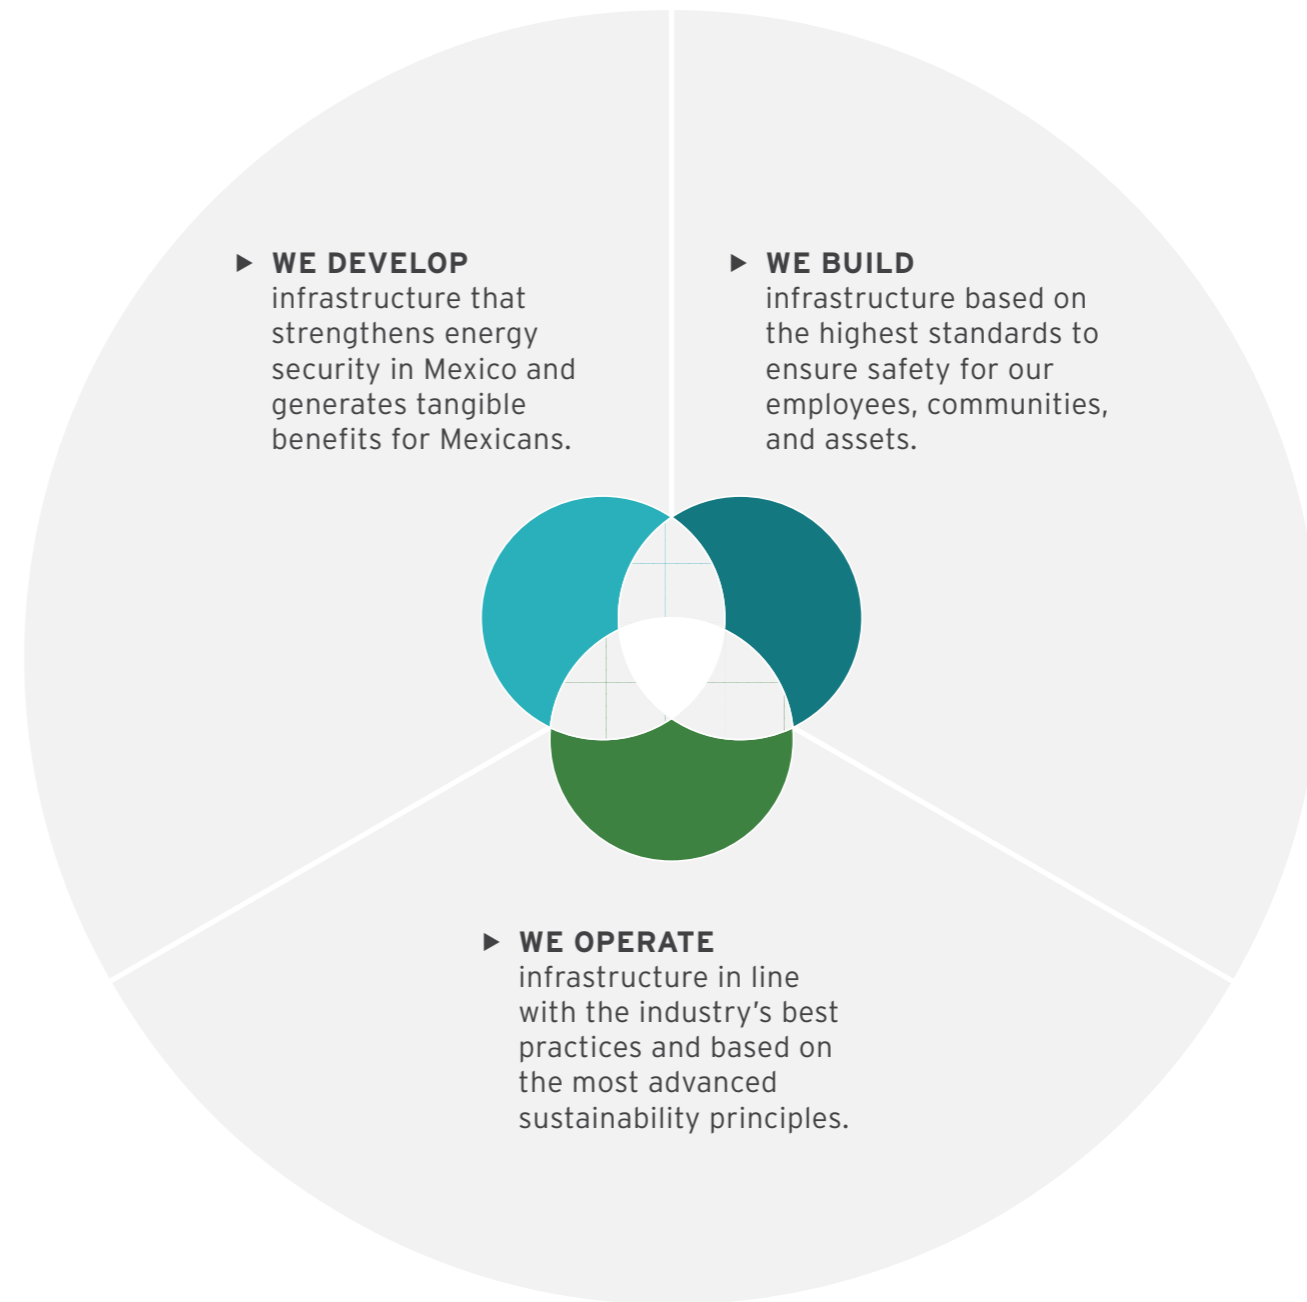 ▶ WE DEVELOP
infrastructure that
strengthens energy
security in Mexico and
generates tangible
benefits for Mexicans.
▶ WE BUILD
infrastructure based on
the highest standards to
ensure safety for our
employees, communities,
and assets.
▶ WE OPERATE
infrastructure in line
with the industry’s best
practices and based on
the most advanced
sustainability principles.